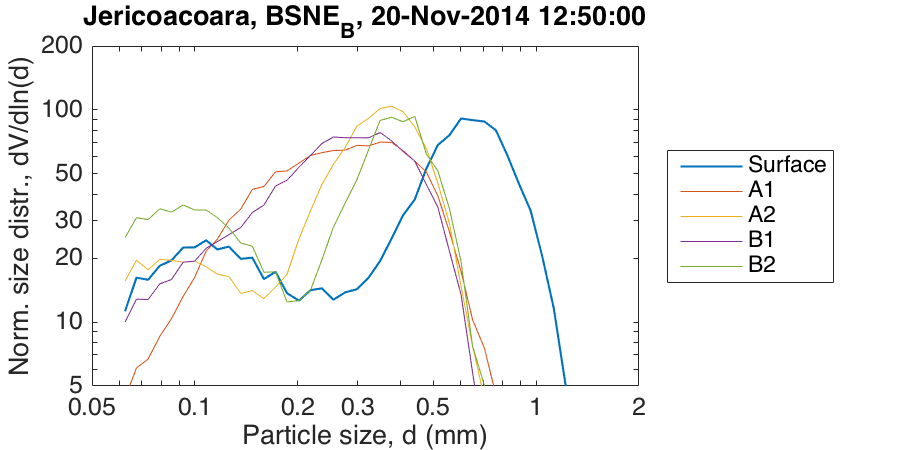 Jericoacoara, BSNE_B, 20-Nov-2014 12:50:00
Norm. size distr., dV/dln(d)
200
100
50
30
20
10
5
0.05 0.1 0.2 0.3 0.5 1 2
Particle size, d (mm)
Surface
A1
A2
B1
B2